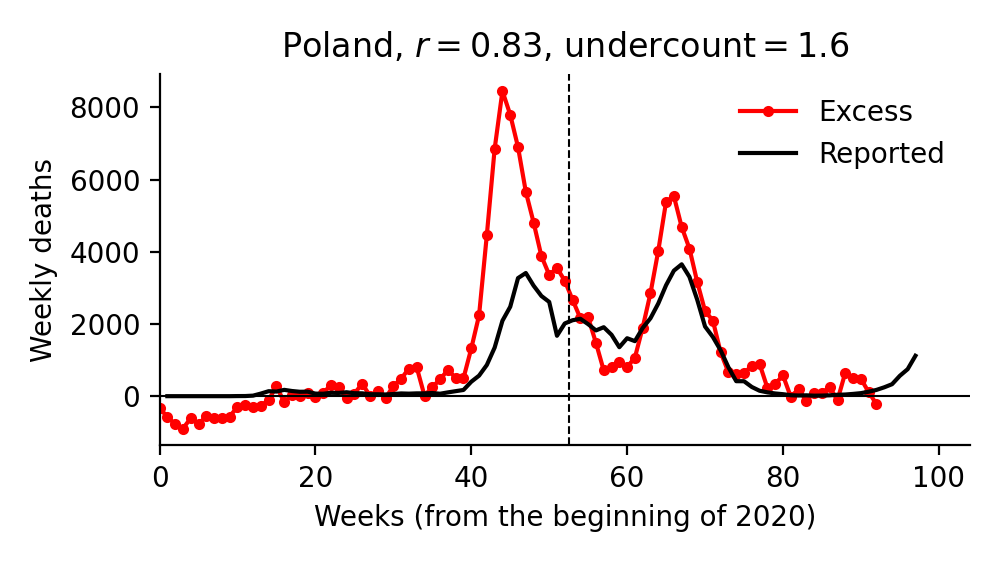 Poland, r = 0.83, undercount = 1.6
Excess
Reported
Weekly deaths
8000
6000
4000
2000
0
0 20 40 60 80 100
Weeks (from the beginning of 2020)